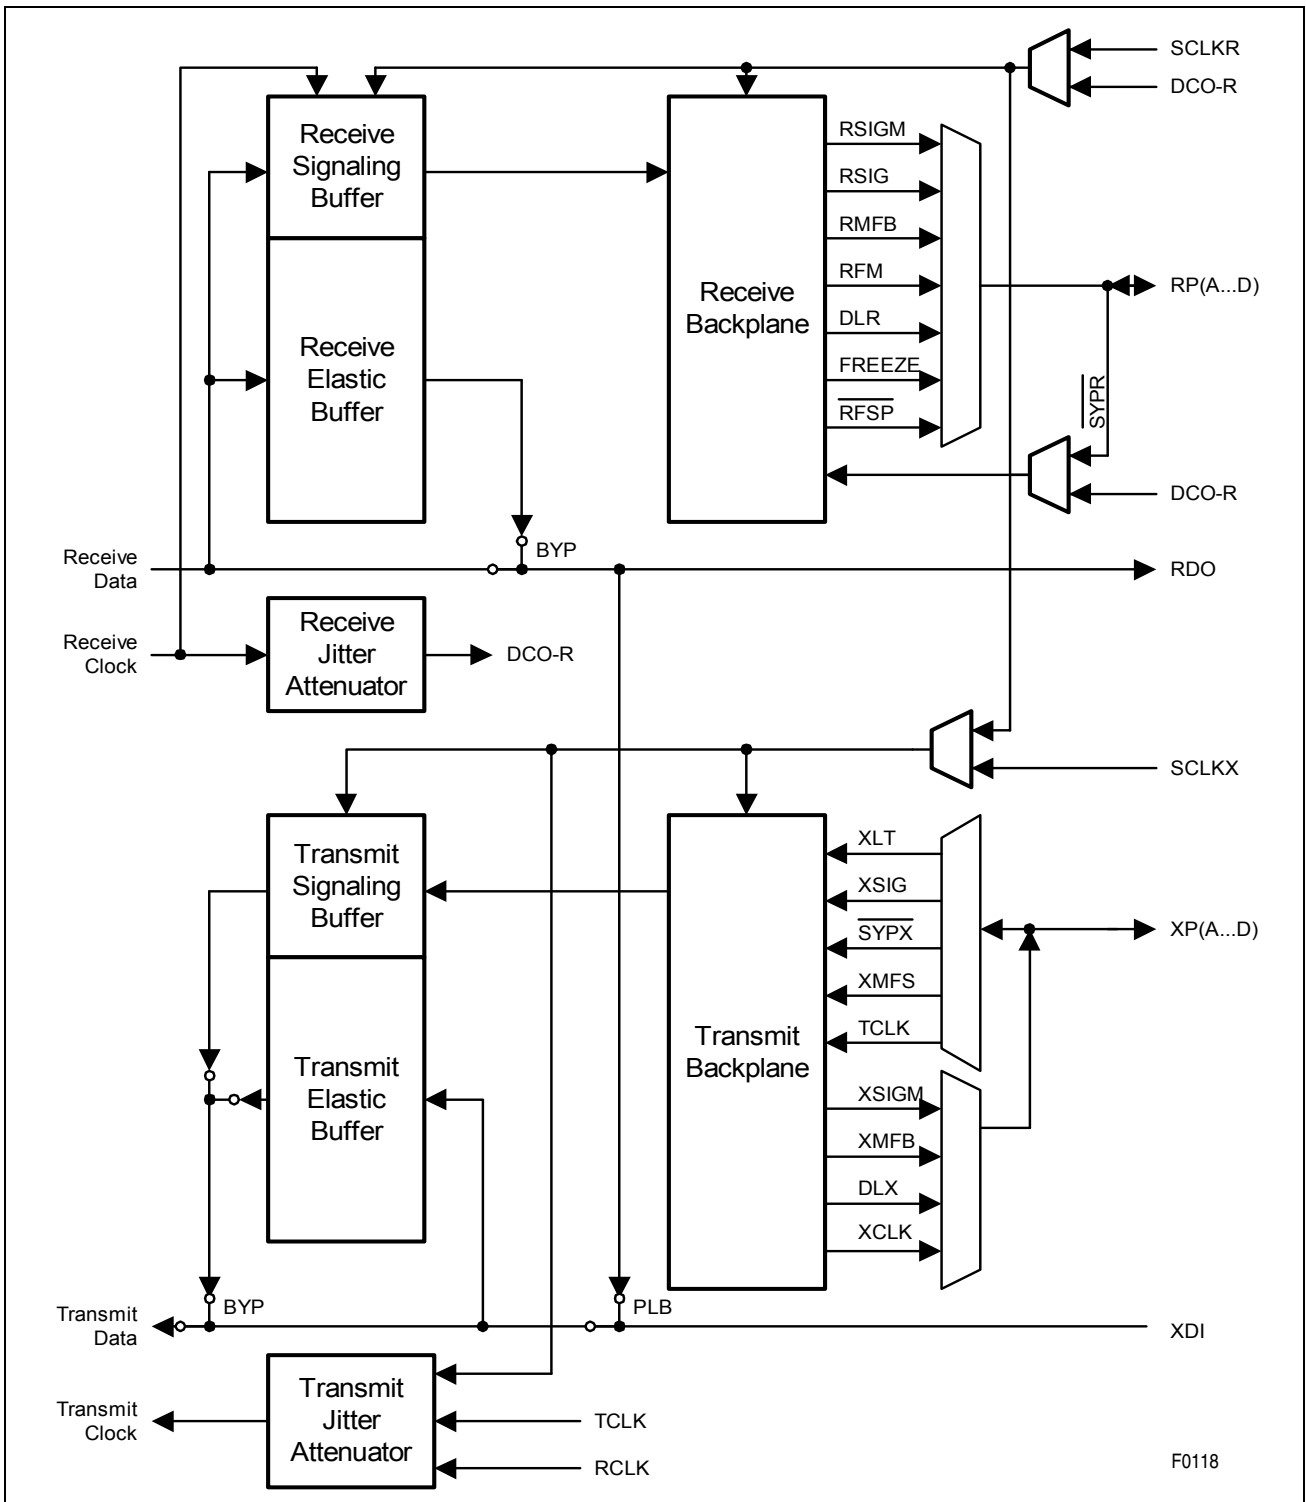 SCLKR
DCO-R
Receive
Signaling
Buffer
RSIGM
RSIG
RMFB
RFM
DLR
FREEZE
RFSP
Receive
Backplane
RP(A...D)
Receive
Elastic
Buffer
SYPR
DCO-R
BYP
Receive
Data
RDO
Receive
Clock
Receive
Jitter
Attenuator
DCO-R
SCLKX
Transmit
Signaling
Buffer
XLT
XSIG
SYPX
XMFS
TCLK
XP(A...D)
Transmit
Backplane
Transmit
Elastic
Buffer
XSIGM
XMFB
DLX
XCLK
BYP
PLB
Transmit
Data
XDI
Transmit
Clock
Transmit
Jitter
Attenuator
TCLK
RCLK
F0118